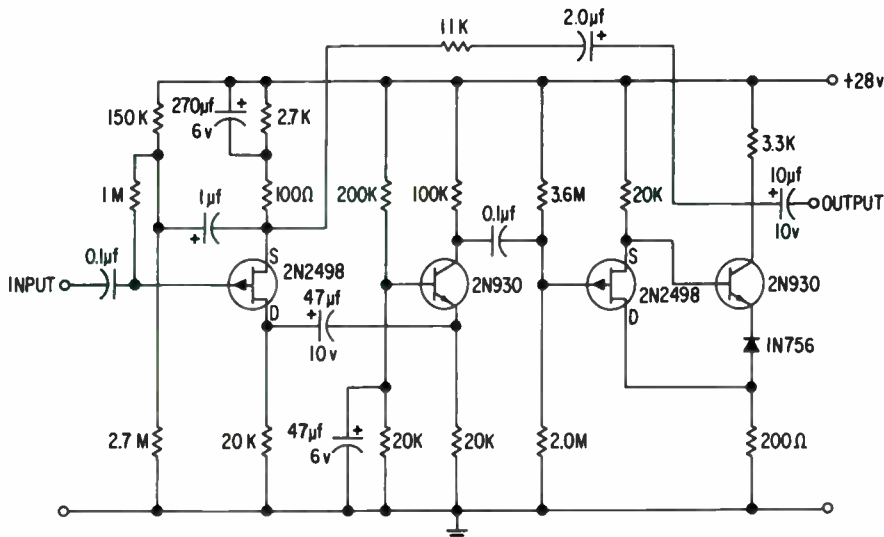 11K
2.0μf
+
+28v
150K
270μf
+
6v
2.7K
3.3K
1M
1μf
+
100Ω
200K
100K
0.1μf
3.6M
20K
10μf
+
10v
OUTPUT
0.1μf
INPUT
S
2N2498
D
2N930
S
2N2498
D
2N930
47μf
+
10v
1N756
2.7M
20K
47μf
+
6v
20K
20K
2.0M
200Ω